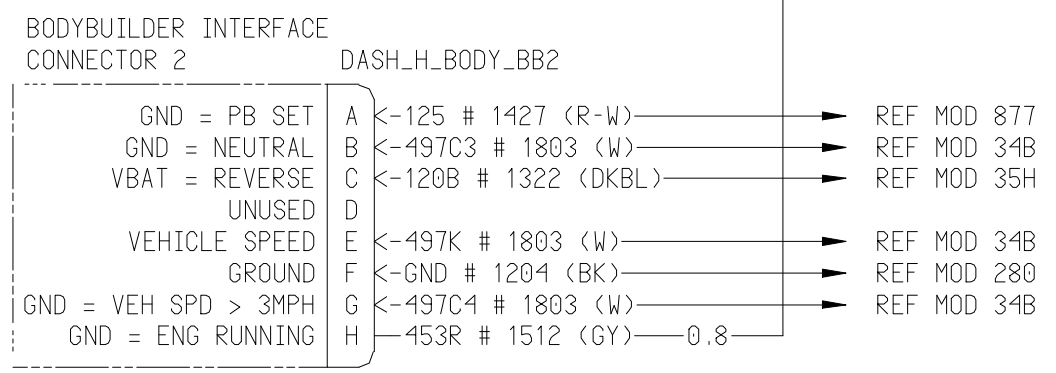 BODYBUILDER INTERFACE
CONNECTOR 2 DASH_H_BODY_BB2
GND = PB SET A <-125 # 1427 (R-W) REF MOD 877
GND = NEUTRAL B <-497C3 # 1803 (W) REF MOD 34B
VBAT = REVERSE C <-120B # 1322 (DKBL) REF MOD 35H
UNUSED D
VEHICLE SPEED E <-497K # 1803 (W) REF MOD 34B
GROUND F <-GND # 1204 (BK) REF MOD 280
GND = VEH SPD > 3MPH G <-497C4 # 1803 (W) REF MOD 34B
GND = ENG RUNNING H 453R # 1512 (GY) 0.8